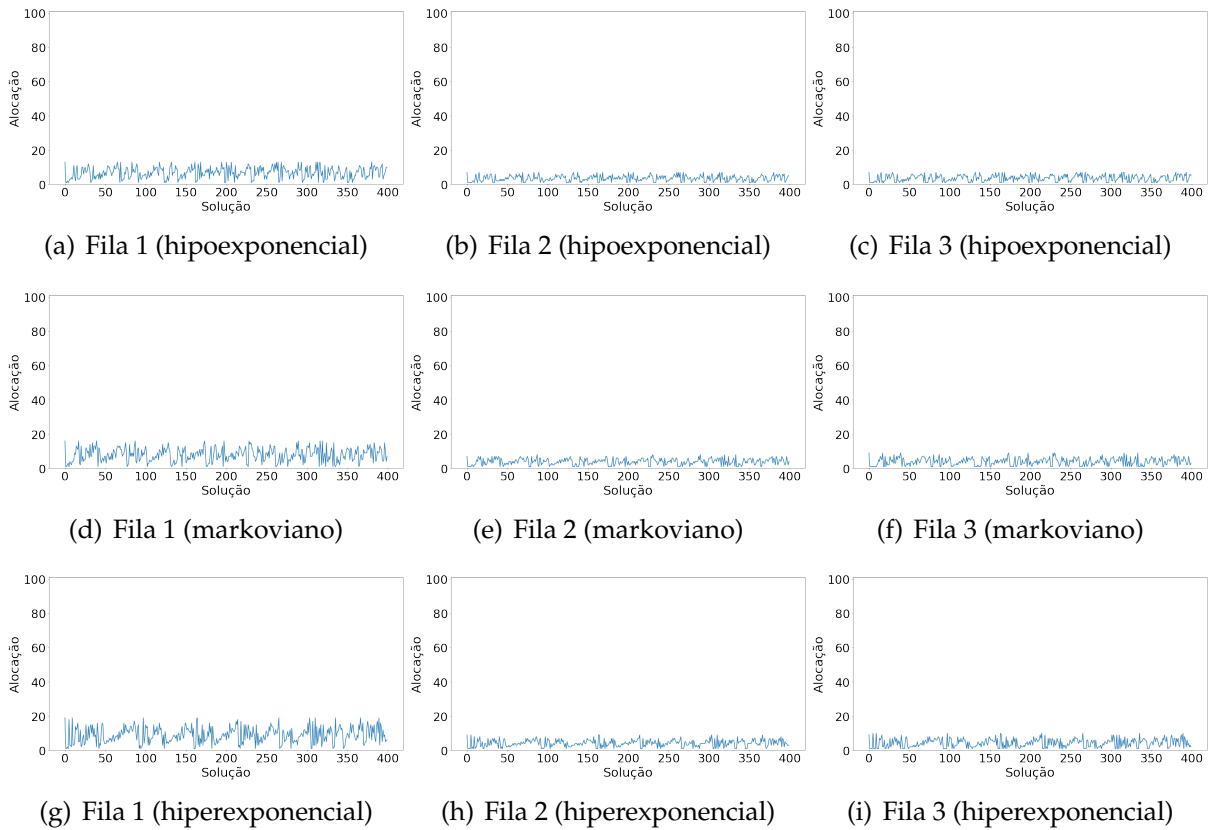 100 100 100
80 80 80
60 60 60
40 40 40
20 20 20
0 0 0
Alocação Alocação Alocação
0 50 100 150 200 250 300 350 400 0 50 100 150 200 250 300 350 400 0 50 100 150 200 250 300 350 400
Solução Solução Solução
(a) Fila 1 (hipoexponencial) (b) Fila 2 (hipoexponencial) (c) Fila 3 (hipoexponencial)
100 100 100
80 80 80
60 60 60
40 40 40
20 20 20
0 0 0
Alocação Alocação Alocação
0 50 100 150 200 250 300 350 400 0 50 100 150 200 250 300 350 400 0 50 100 150 200 250 300 350 400
Solução Solução Solução
(d) Fila 1 (markoviano) (e) Fila 2 (markoviano) (f) Fila 3 (markoviano)
100 100 100
80 80 80
60 60 60
40 40 40
20 20 20
0 0 0
Alocação Alocação Alocação
0 50 100 150 200 250 300 350 400 0 50 100 150 200 250 300 350 400 0 50 100 150 200 250 300 350 400
Solução Solução Solução
(g) Fila 1 (hiperexponencial) (h) Fila 2 (hiperexponencial) (i) Fila 3 (hiperexponencial)